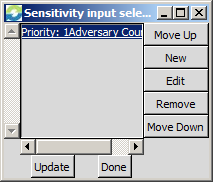 Sensitivity input sele...
Priority: 1Adversary Cou
Move Up
New
Edit
Remove
Move Down
Update
Done